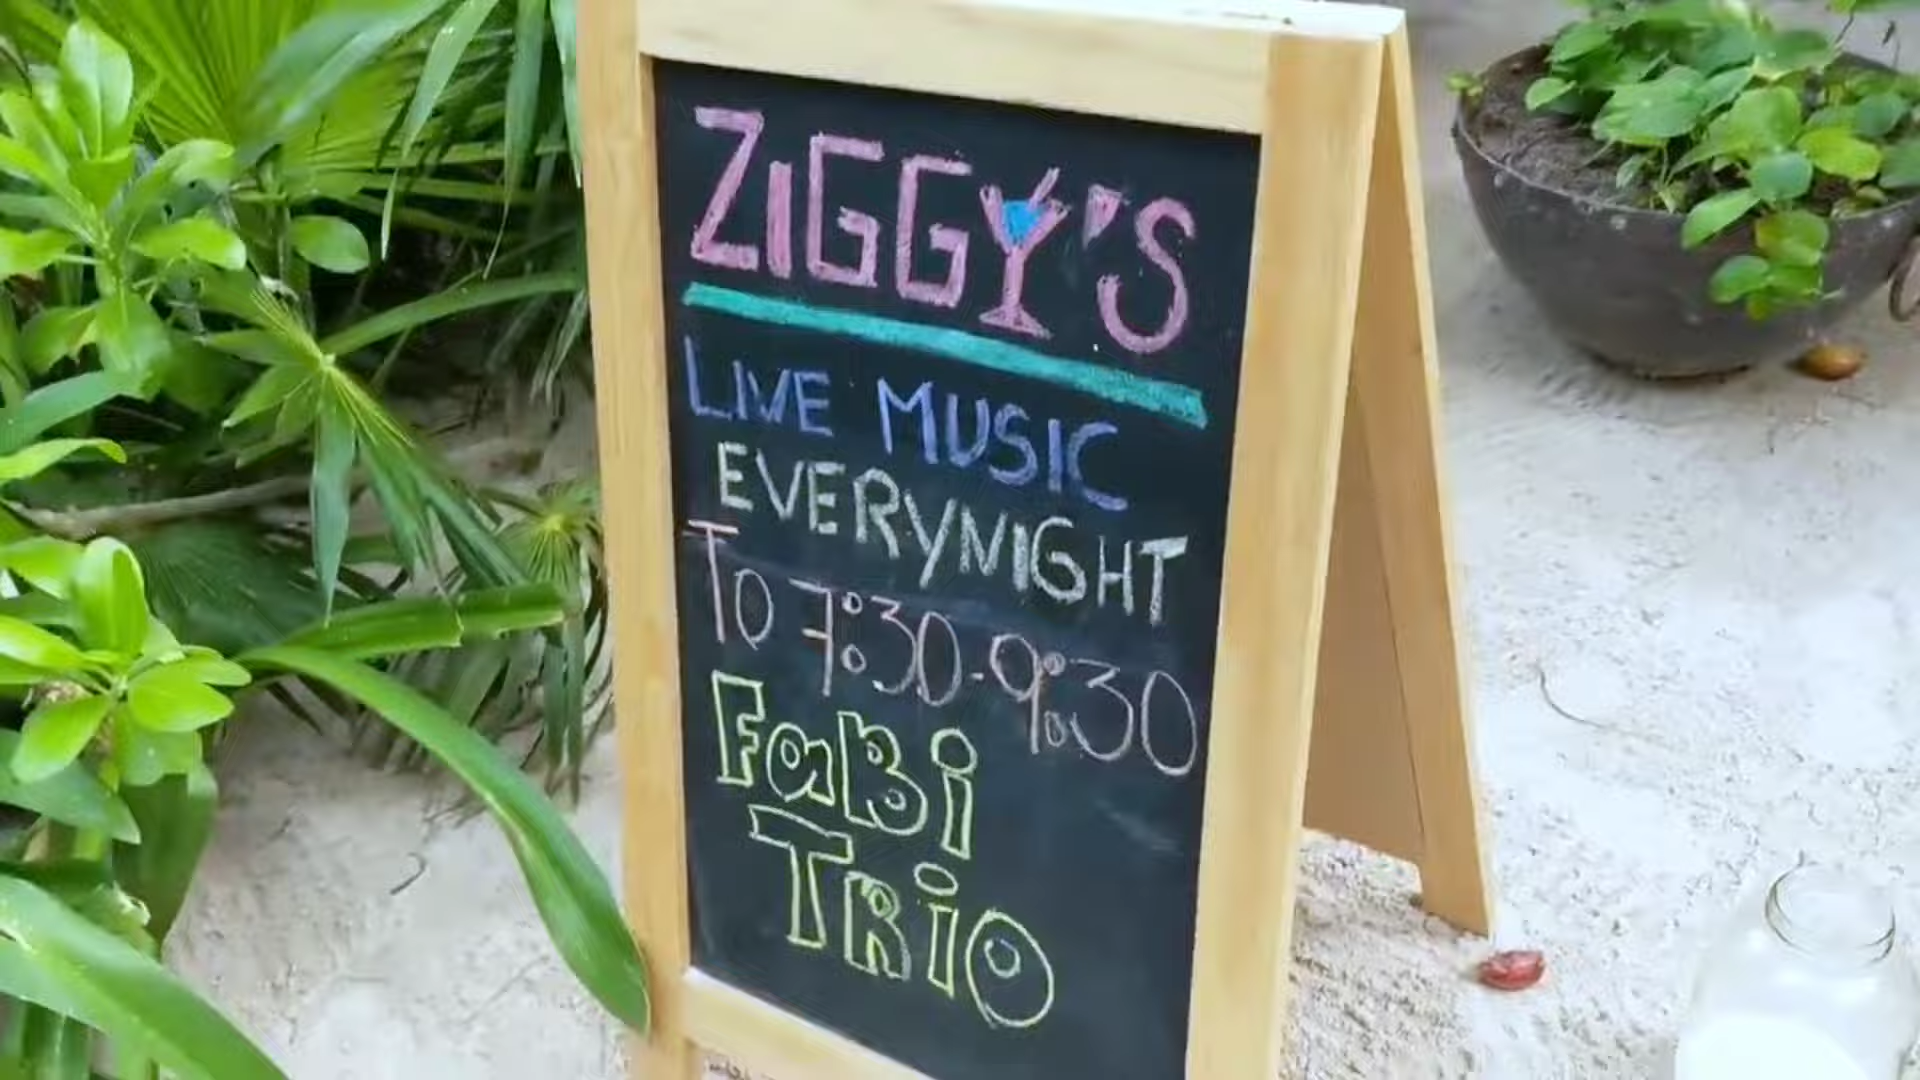 ZIGGY'S
LIVE MUSIC
EVERYNIGHT
To 7:30-9:30
FaBi
TRiO